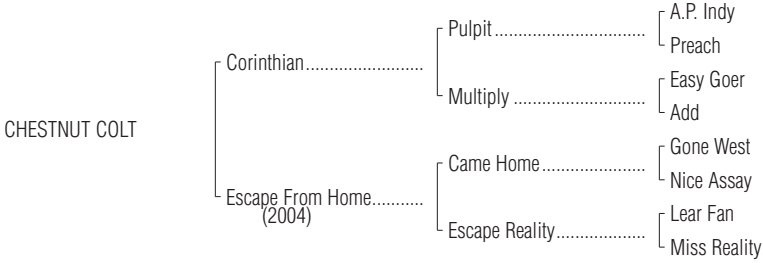 A.P. Indy
Pulpit................................
Preach
Corinthian.........................
Easy Goer
Multiply ............................
Add
CHESTNUT COLT
Gone West
Came Home......................
Nice Assay
Escape From Home...........
(2004)
Lear Fan
Escape Reality...................
Miss Reality